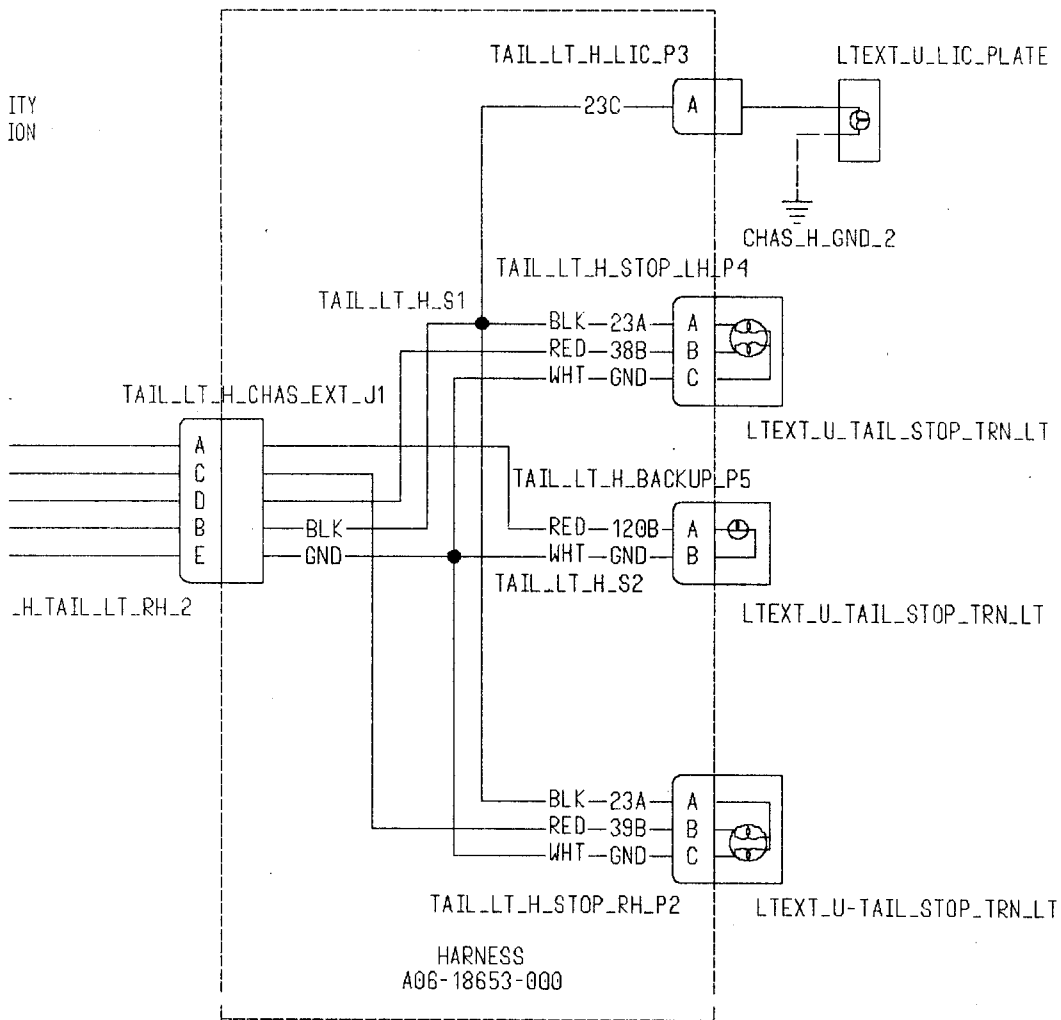 TAIL_LT_H_LIC_P3
LTEXT_U_LIC_PLATE
ITY
ION
23C
A
CHAS_H_GND_2
TAIL_LT_H_STOP_LH_P4
TAIL_LT_H_S1
BLK 23A A
RED 38B B
WHT GND C
TAIL_LT_H_CHAS_EXT_J1
LTEXT_U_TAIL_STOP_TRN_LT
A
C
D
B BLK
E GND
TAIL_LT_H_BACKUP_P5
RED 120B A
WHT GND B
TAIL_LT_H_S2
_H_TAIL_LT_RH_2
LTEXT_U_TAIL_STOP_TRN_LT
BLK 23A A
RED 39B B
WHT GND C
TAIL_LT_H_STOP_RH_P2
LTEXT_U-TAIL_STOP_TRN_LT
HARNESS
A06-18653-000